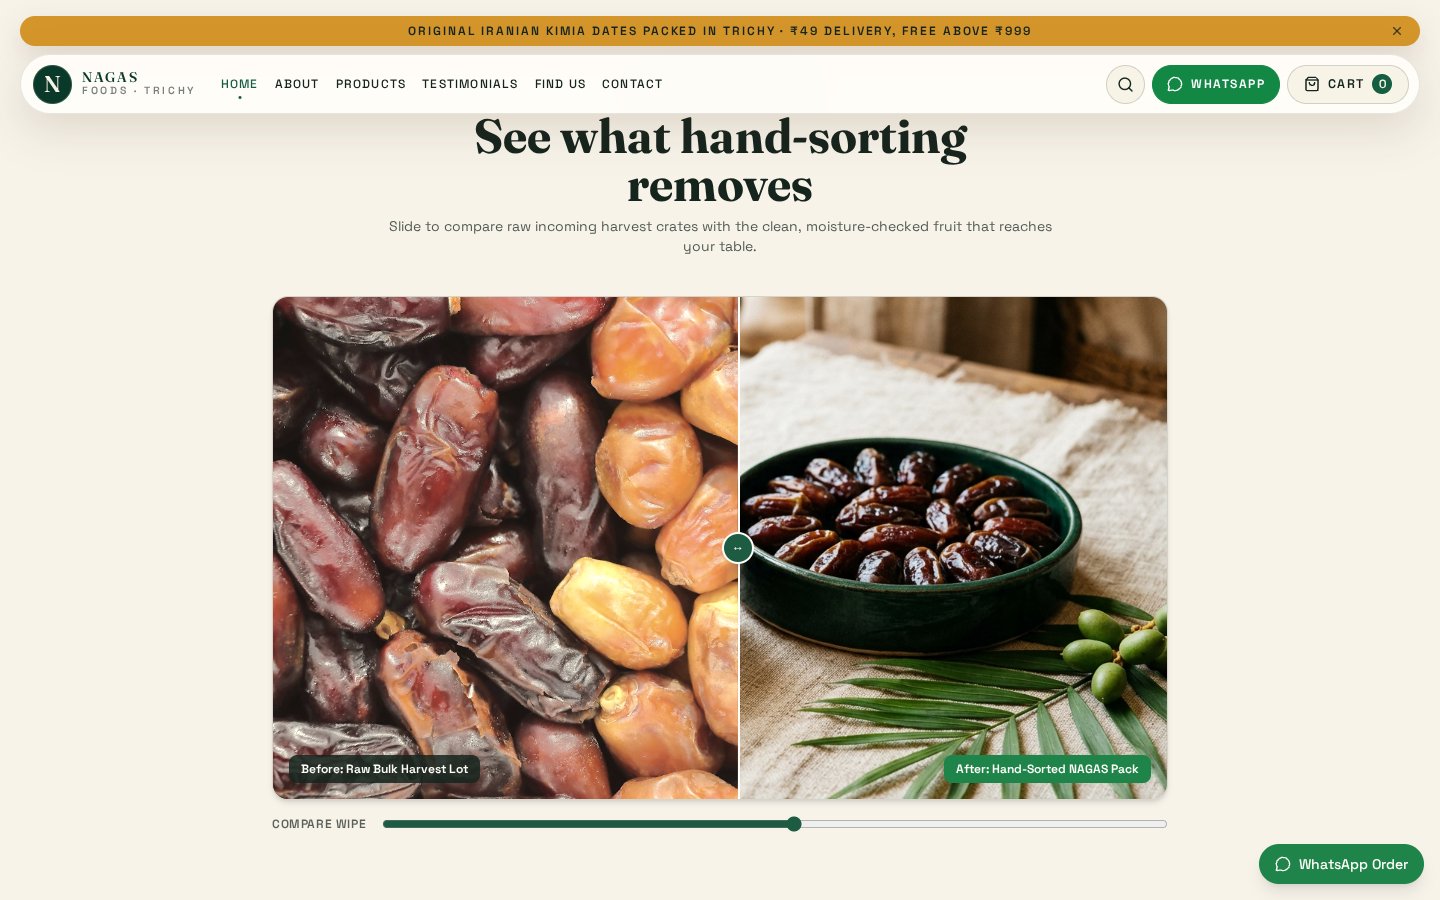 ORIGINAL IRANIAN KIMIA DATES PACKED IN TRICHY · ₹49 DELIVERY, FREE ABOVE ₹999
N
NAGAS
FOODS · TRICHY
HOME ABOUT PRODUCTS TESTIMONIALS FIND US CONTACT
WHATSAPP
CART 0
See what hand-sorting
removes
Slide to compare raw incoming harvest crates with the clean, moisture-checked fruit that reaches
your table.
Before: Raw Bulk Harvest Lot
After: Hand-Sorted NAGAS Pack
COMPARE WIPE
WhatsApp Order